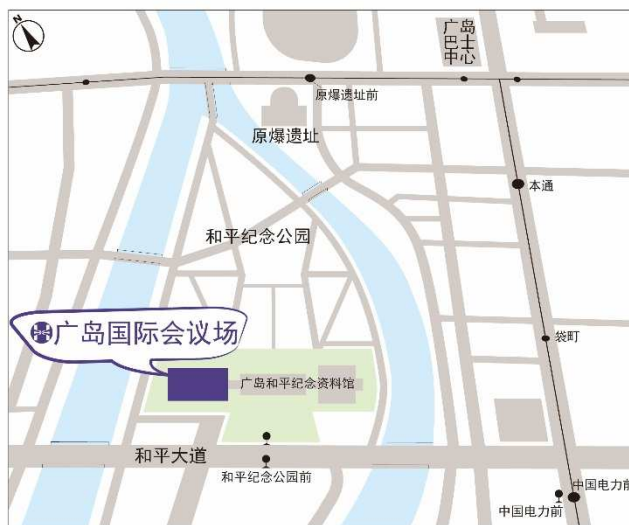 N
广岛
巴士
中心
原爆遗址前
原爆遗址
本通
和平纪念公园
广岛国际会议场
袋町
广岛和平纪念资料馆
和平大道
和平纪念公园前
中国电力前
中国电力前